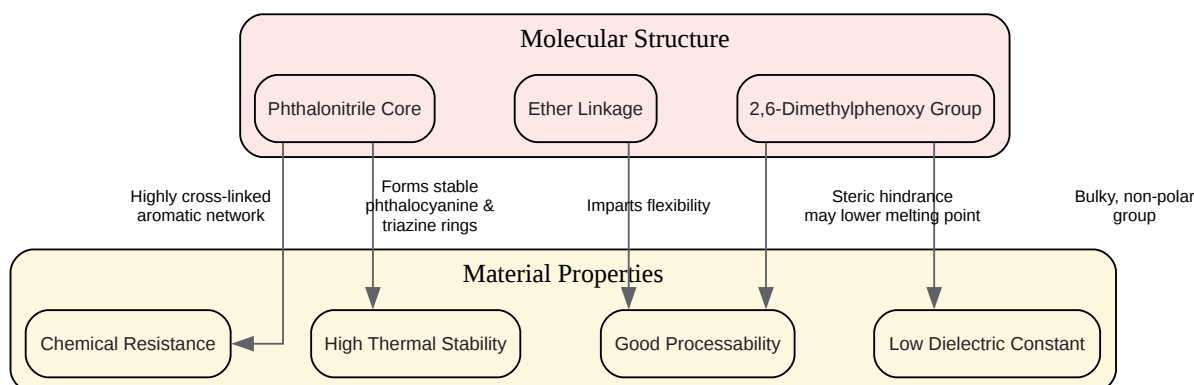 Molecular Structure
Phthalonitrile Core
Ether Linkage
2,6-Dimethylphenoxy Group
Highly cross-linked
aromatic network
Forms stable
phthalocyanine &
triazine rings
Imparts flexibility
Steric hindrance
may lower melting point
Bulky, non-polar
group
Material Properties
Chemical Resistance
High Thermal Stability
Good Processability
Low Dielectric Constant